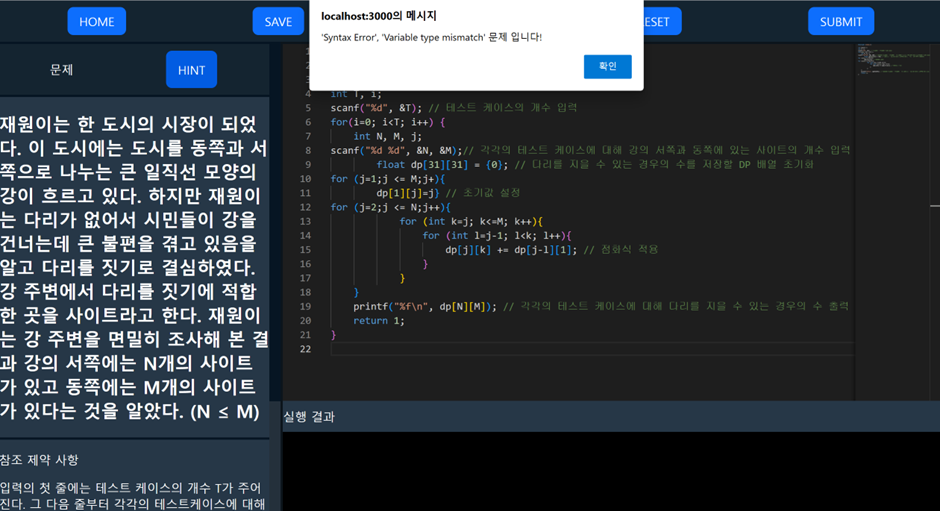 HOME
SAVE
localhost:3000의 메시지
'Syntax Error', 'Variable type mismatch' 문제 입니다!
확인
ESET
SUBMIT
문제
HINT
재원이는 한 도시의 시장이 되었
다. 이 도시에는 도시를 동쪽과 서
쪽으로 나누는 큰 일직선 모양의
강이 흐르고 있다. 하지만 재원이
는 다리가 없어서 시민들이 강을
건너는데 큰 불편을 겪고 있음을
알고 다리를 짓기로 결심하였다.
강 주변에서 다리를 짓기에 적합
한 곳을 사이트라고 한다. 재원이
는 강 주변을 면밀히 조사해 본 결
과 강의 서쪽에는 N개의 사이트
가 있고 동쪽에는 M개의 사이트
가 있다는 것을 알았다. (N ≤ M)
참조 제약 사항
입력의 첫 줄에는 테스트 케이스의 개수 T가 주어
진다. 그 다음 줄부터 각각의 테스트케이스에 대해
4 int T, i;
5 scanf("%d", &T); // 테스트 케이스의 개수 입력
6 for(i=0; i<T; i++) {
7 int N, M, j;
8 scanf("%d %d", &N, &M);// 각각의 테스트 케이스에 대해 강의 서쪽과 동쪽에 있는 사이트의 개수 입력
9 float dp[31][31] = {0}; // 다리를 지을 수 있는 경우의 수를 저장할 DP 배열 초기화
10 for (j=1;j <= M;j+){
11 dp[1][j]=j} // 초기값 설정
12 for (j=2;j <= N;j++){
13 for (int k=j; k<=M; k++){
14 for (int l=j-1; l<k; l++){
15 dp[j][k] += dp[j-1][l]; // 점화식 적용
16 }
17 }
18 }
19 printf("%f\n", dp[N][M]); // 각각의 테스트 케이스에 대해 다리를 지을 수 있는 경우의 수 출력
20 return 1;
21 }
22
실행 결과